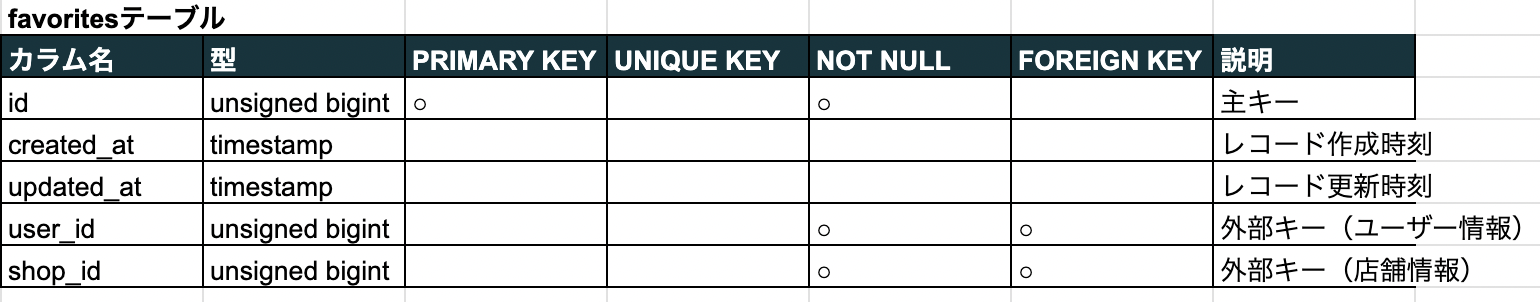 favoritesテーブル
カラム名 型 PRIMARY KEY UNIQUE KEY NOT NULL FOREIGN KEY 説明
id unsigned bigint ○ ○ 主キー
created_at timestamp レコード作成時刻
updated_at timestamp レコード更新時刻
user_id unsigned bigint ○ ○ 外部キー（ユーザー情報）
shop_id unsigned bigint ○ ○ 外部キー（店舗情報）